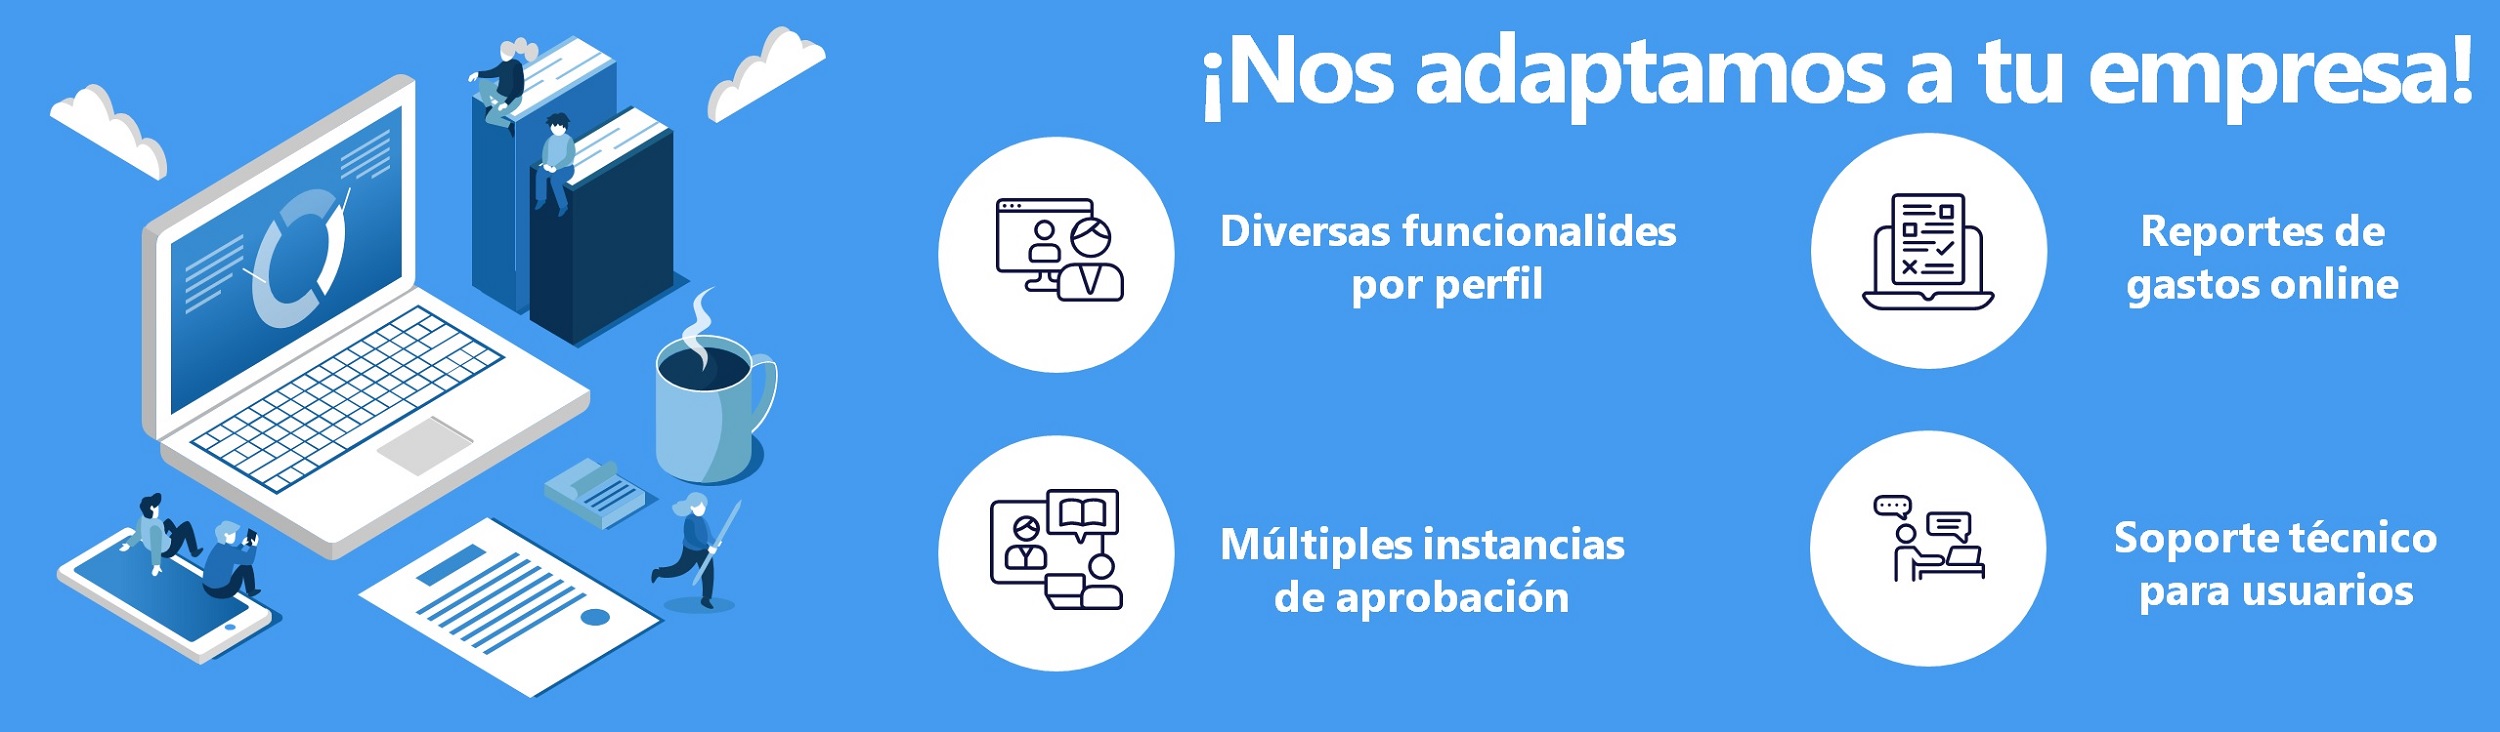 ¡Nos adaptamos a tu empresa!
Diversas funcionalides
por perfil
Reportes de
gastos online
Múltiples instancias
de aprobación
Soporte técnico
para usuarios